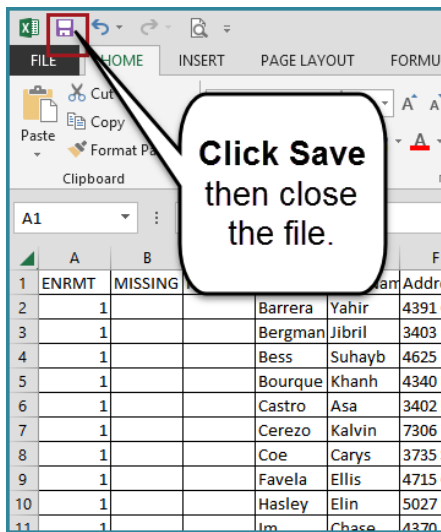 FILE HOME INSERT PAGE LAYOUT FORMU
Cut
Copy
Paste
Format Pa
Clipboard
Click Save
then close
the file.
A1
A B F
1 ENRMT MISSING Addr
2 1 Barrera Yahir 4391
3 1 Bergman Jibril 3403
4 1 Bess Suhayb 4625
5 1 Bourque Khanh 4340
6 1 Castro Asa 3402
7 1 Cerezo Kalvin 7306
8 1 Coe Carys 3735
9 1 Favela Ellis 4715
10 1 Hasley Elin 5027
11 1 Im Chase 4370